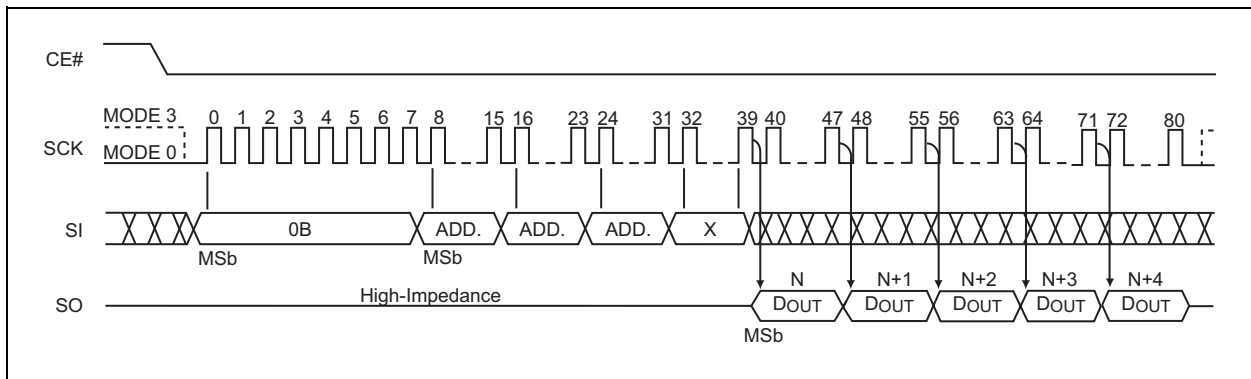 CE#
MODE 3
0 1 2 3 4 5 6 7 8 15 16 23 24 31 32 39 40 47 48 55 56 63 64 71 72 80
SCK
MODE 0
SI
0B
ADD.
ADD.
ADD.
X
MSb
MSb
N
N+1
N+2
N+3
N+4
High-Impedance
SO
DOUT
DOUT
DOUT
DOUT
DOUT
MSb